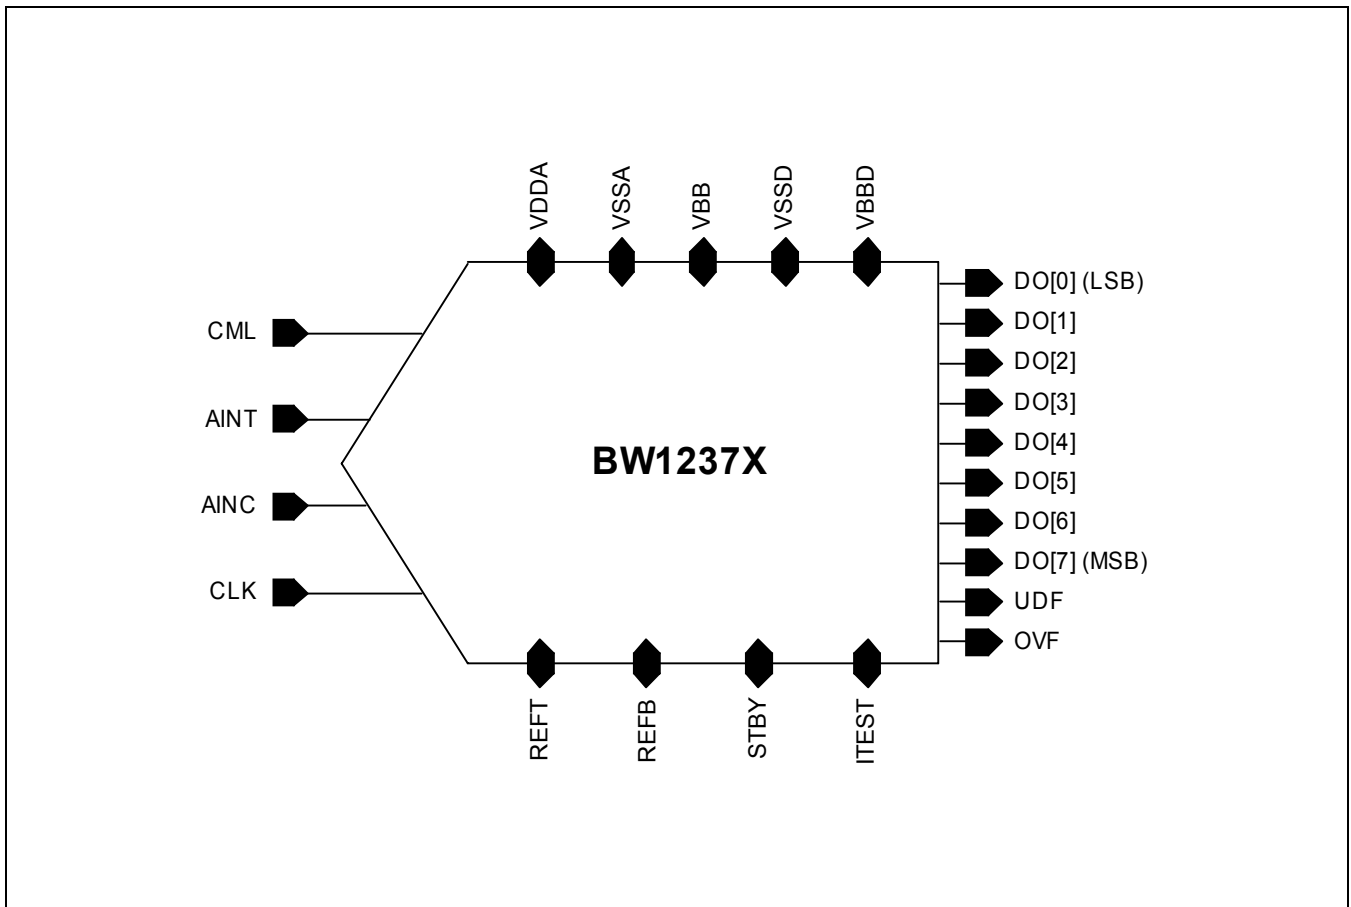 VDDA
VSSA
VBB
VSSD
VBBD
CML
AINT
AINC
CLK
BW1237X
DO[0] (LSB)
DO[1]
DO[2]
DO[3]
DO[4]
DO[5]
DO[6]
DO[7] (MSB)
UDF
OVF
REFT
REFB
STBY
ITEST